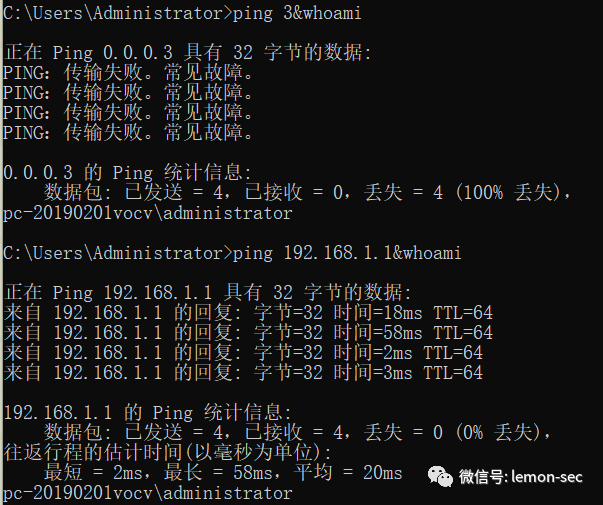 C:\Users\Administrator>ping 3&whoami
正在 Ping 0.0.0.3 具有 32 字节的数据:
PING：传输失败。常见故障。
PING：传输失败。常见故障。
PING：传输失败。常见故障。
PING：传输失败。常见故障。
0.0.0.3 的 Ping 统计信息:
数据包: 已发送 = 4，已接收 = 0，丢失 = 4 (100% 丢失)，
pc-20190201vocv\administrator
C:\Users\Administrator>ping 192.168.1.1&whoami
正在 Ping 192.168.1.1 具有 32 字节的数据:
来自 192.168.1.1 的回复: 字节=32 时间=18ms TTL=64
来自 192.168.1.1 的回复: 字节=32 时间=58ms TTL=64
来自 192.168.1.1 的回复: 字节=32 时间=2ms TTL=64
来自 192.168.1.1 的回复: 字节=32 时间=3ms TTL=64
192.168.1.1 的 Ping 统计信息:
数据包: 已发送 = 4，已接收 = 4，丢失 = 0 (0% 丢失)，
往返行程的估计时间(以毫秒为单位):
最短 = 2ms，最长 = 58ms，平均 = 20ms
微信号: lemon-sec
pc-20190201vocv\administrator